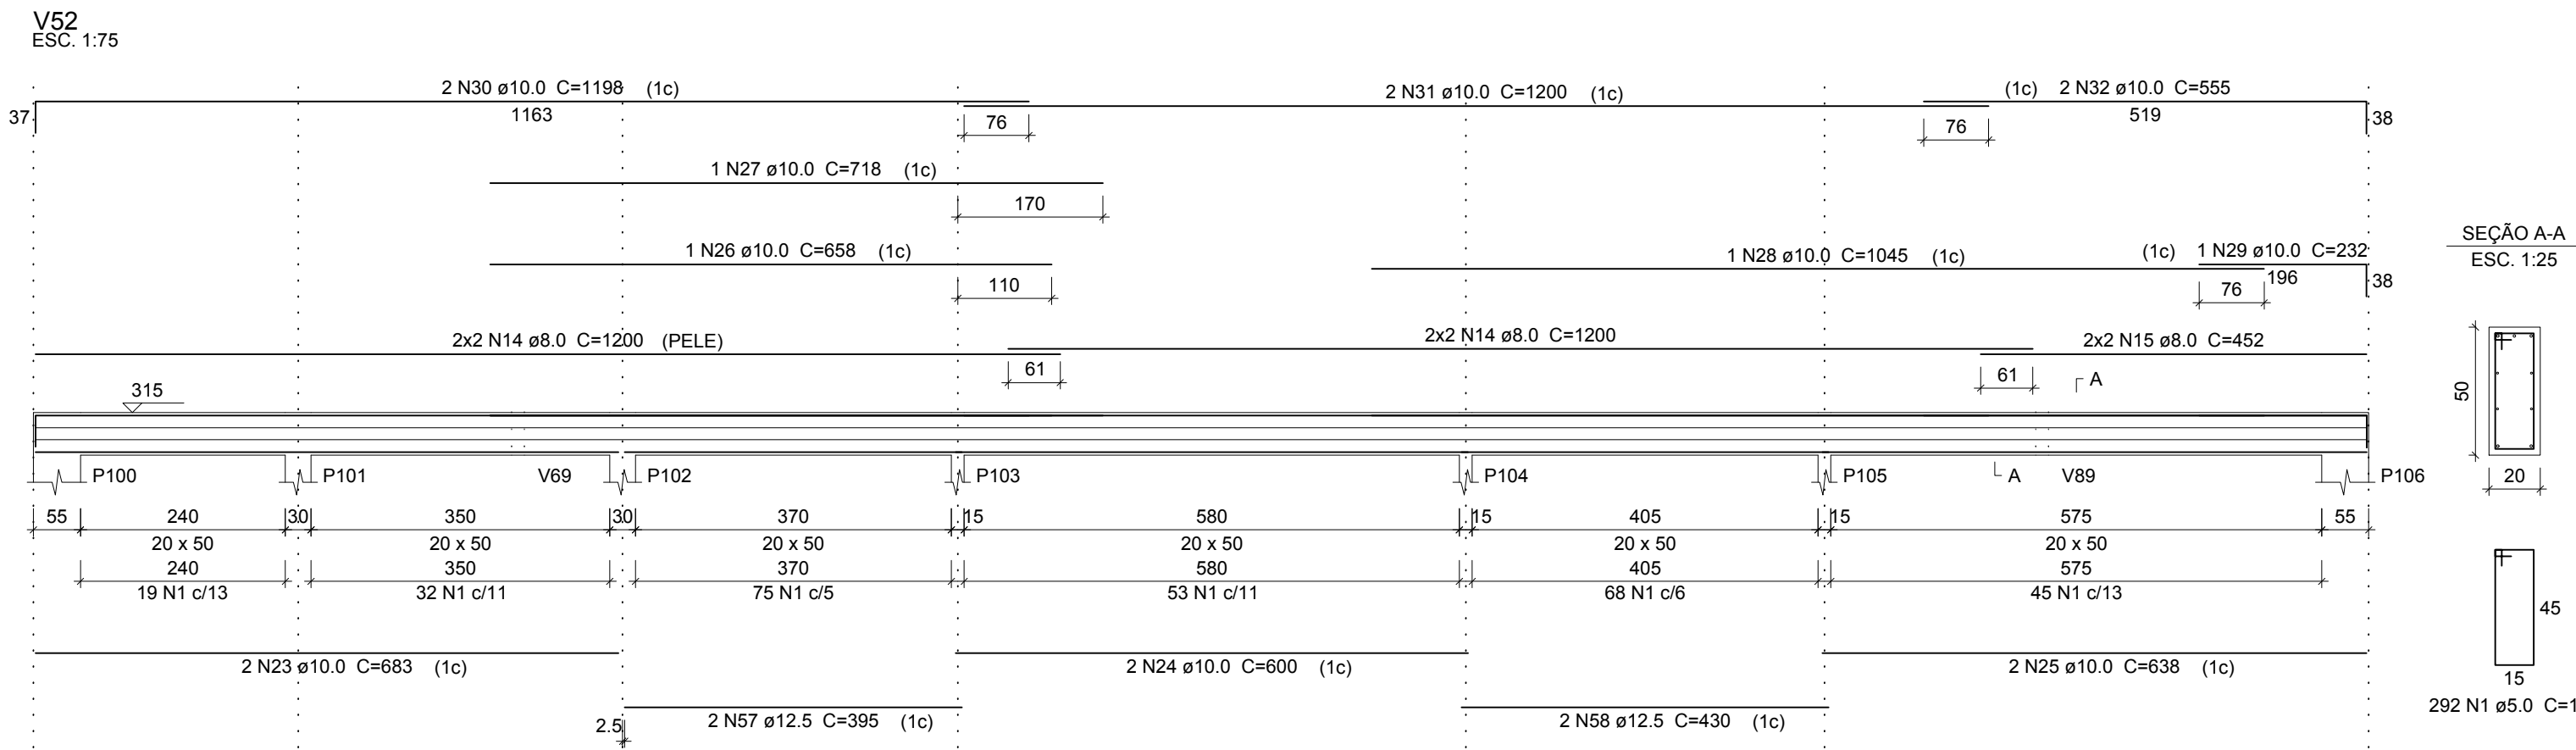 V52
ESC. 1:75
2 N30 ø10.0 C=1198 (1c)
2 N31 ø10.0 C=1200 (1c)
(1c) 2 N32 ø10.0 C=555
37
1163
76
76
519
38
1 N27 ø10.0 C=718 (1c)
170
1 N26 ø10.0 C=658 (1c)
1 N28 ø10.0 C=1045 (1c)
(1c) 1 N29 ø10.0 C=232
110
76
196
38
2x2 N14 ø8.0 C=1200 (PELE)
2x2 N14 ø8.0 C=1200
2x2 N15 ø8.0 C=452
61
61
315
A
P100
P101
V69
P102
P103
P104
P105
A
V89
P106
55 240 30 350 30 370 15 580 15 405 15 575 55
20 x 50 20 x 50 20 x 50 20 x 50 20 x 50 20 x 50
240 350 370 580 405 575
19 N1 c/13 32 N1 c/11 75 N1 c/5 53 N1 c/11 68 N1 c/6 45 N1 c/13
2 N23 ø10.0 C=683 (1c)
2 N24 ø10.0 C=600 (1c)
2 N25 ø10.0 C=638 (1c)
2.5
2 N57 ø12.5 C=395 (1c)
2 N58 ø12.5 C=430 (1c)
SEÇÃO A-A
ESC. 1:25
50
20
45
15
292 N1 ø5.0 C=1